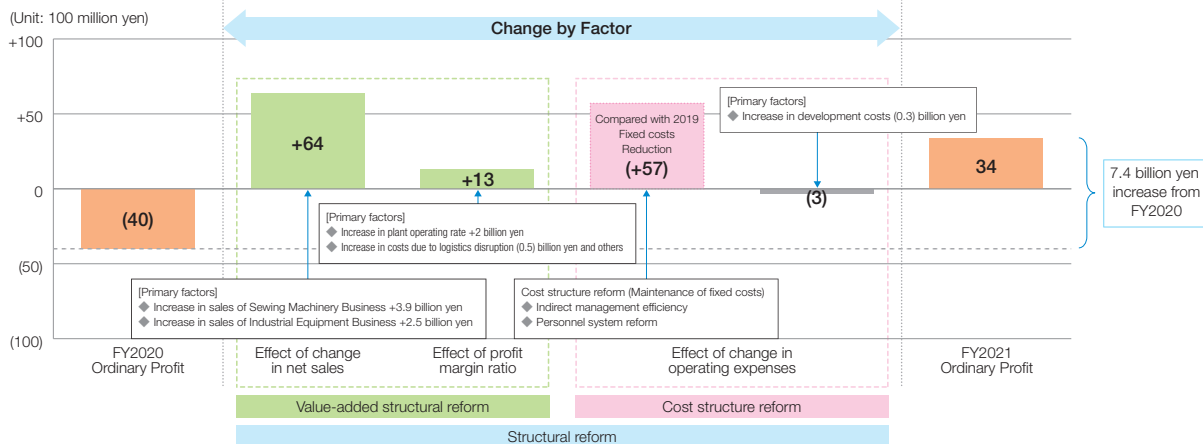 (Unit: 100 million yen)
Change by Factor
+100
+50
0
(50)
(100)
(40)
+64
+13
Compared with 2019
Fixed costs
Reduction
(+57)
[Primary factors]
◆ Increase in development costs (0.3) billion yen
(3)
34
7.4 billion yen
increase from
FY2020
[Primary factors]
◆ Increase in plant operating rate +2 billion yen
◆ Increase in costs due to logistics disruption (0.5) billion yen and others
[Primary factors]
◆ Increase in sales of Sewing Machinery Business +3.9 billion yen
◆ Increase in sales of Industrial Equipment Business +2.5 billion yen
Cost structure reform (Maintenance of fixed costs)
◆ Indirect management efficiency
◆ Personnel system reform
FY2020
Ordinary Profit
Effect of change
in net sales
Effect of profit
margin ratio
Effect of change in
operating expenses
FY2021
Ordinary Profit
Value-added structural reform
Cost structure reform
Structural reform